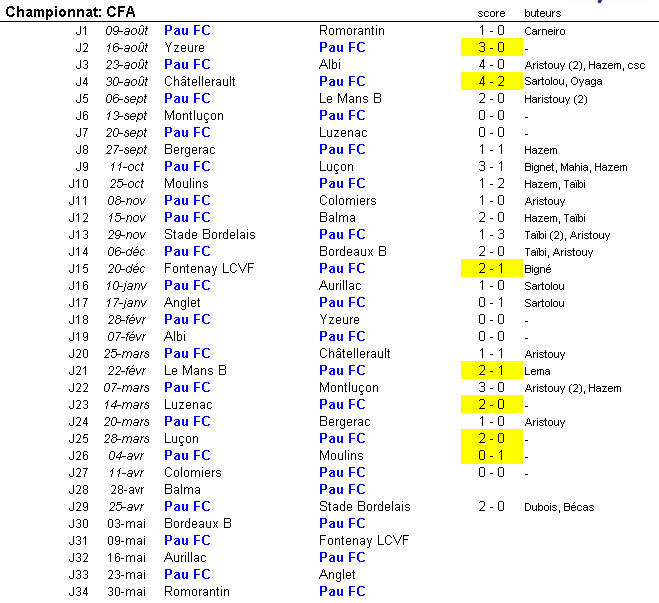 Championnat: CFA score buteurs
J1 09-août Pau FC Romorantin 1 - 0 Carneiro
J2 16-août Yzeure Pau FC 3 - 0 -
J3 23-août Pau FC Albi 4 - 0 Aristouy (2), Hazem, csc
J4 30-août Châtellerault Pau FC 4 - 2 Sartolou, Oyaga
J5 06-sept Pau FC Le Mans B 2 - 0 Haristouy (2)
J6 13-sept Montluçon Pau FC 0 - 0 -
J7 20-sept Pau FC Luzenac 0 - 0 -
J8 27-sept Bergerac Pau FC 1 - 1 Hazem
J9 11-oct Pau FC Luçon 3 - 1 Bignet, Mahia, Hazem
J10 25-oct Moulins Pau FC 1 - 2 Hazem, Taïbi
J11 08-nov Pau FC Colomiers 1 - 0 Aristouy
J12 15-nov Pau FC Balma 2 - 0 Hazem, Taïbi
J13 29-nov Stade Bordelais Pau FC 1 - 3 Taïbi (2), Aristouy
J14 06-déc Pau FC Bordeaux B 2 - 0 Taïbi, Aristouy
J15 20-déc Fontenay LCVF Pau FC 2 - 1 Bigné
J16 10-janv Pau FC Aurillac 1 - 0 Sartolou
J17 17-janv Anglet Pau FC 0 - 1 Sartolou
J18 28-févr Pau FC Yzeure 0 - 0 -
J19 07-févr Albi Pau FC 0 - 0 -
J20 25-mars Pau FC Châtellerault 1 - 1 Aristouy
J21 22-févr Le Mans B Pau FC 2 - 1 Lema
J22 07-mars Pau FC Montluçon 3 - 0 Aristouy (2), Hazem
J23 14-mars Luzenac Pau FC 2 - 0 -
J24 20-mars Pau FC Bergerac 1 - 0 Aristouy
J25 28-mars Luçon Pau FC 2 - 0 -
J26 04-avr Pau FC Moulins 0 - 1 -
J27 11-avr Colomiers Pau FC 0 - 0 -
J28 28-avr Balma Pau FC
J29 25-avr Pau FC Stade Bordelais 2 - 0 Dubois, Bécas
J30 03-mai Bordeaux B Pau FC
J31 09-mai Pau FC Fontenay LCVF
J32 16-mai Aurillac Pau FC
J33 23-mai Pau FC Anglet
J34 30-mai Romorantin Pau FC